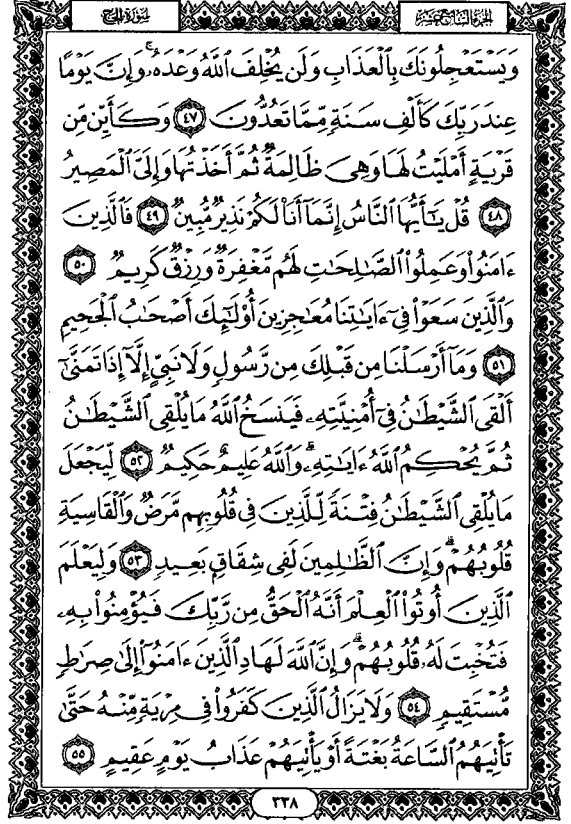 الجزء السابع عشر
سورة الحج
وَيَسْتَعْجِلُونَكَ بِالْعَذَابِ وَلَن يُخْلِفَ اللَّهُ وَعْدَهُۥۚ وَإِنَّ يَوْمًا
عِندَ رَبِّكَ كَأَلْفِ سَنَةٍ مِّمَّا تَعُدُّونَ ٤٧ وَكَأَيِّن مِّن
قَرْيَةٍ أَمْلَيْتُ لَهَا وَهِيَ ظَالِمَةٌ ثُمَّ أَخَذْتُهَا وَإِلَيَّ الْمَصِيرُ
٤٨ قُلْ يَٰٓأَيُّهَا النَّاسُ إِنَّمَآ أَنَا۠ لَكُمْ نَذِيرٌ مُّبِينٌ ٤٩ فَالَّذِينَ
ءَامَنُوا۟ وَعَمِلُوا۟ الصَّٰلِحَٰتِ لَهُم مَّغْفِرَةٌ وَرِزْقٌ كَرِيمٌ ٥٠
وَالَّذِينَ سَعَوْا۟ فِىٓ ءَايَٰتِنَا مُعَٰجِزِينَ أُو۟لَٰٓئِكَ أَصْحَٰبُ الْجَحِيمِ
٥١ وَمَآ أَرْسَلْنَا مِن قَبْلِكَ مِن رَّسُولٍ وَلَا نَبِىٍّ إِلَّآ إِذَا تَمَنَّىٰٓ
أَلْقَى الشَّيْطَٰنُ فِىٓ أُمْنِيَّتِهِۦ فَيَنسَخُ اللَّهُ مَا يُلْقِى الشَّيْطَٰنُ
ثُمَّ يُحْكِمُ اللَّهُ ءَايَٰتِهِۦۗ وَاللَّهُ عَلِيمٌ حَكِيمٌ ٥٢ لِّيَجْعَلَ
مَا يُلْقِى الشَّيْطَٰنُ فِتْنَةً لِّلَّذِينَ فِى قُلُوبِهِم مَّرَضٌ وَالْقَاسِيَةِ
قُلُوبُهُمْۗ وَإِنَّ الظَّٰلِمِينَ لَفِى شِقَاقٍۭ بَعِيدٍ ٥٣ وَلِيَعْلَمَ
الَّذِينَ أُوتُوا۟ الْعِلْمَ أَنَّهُ الْحَقُّ مِن رَّبِّكَ فَيُؤْمِنُوا۟ بِهِۦ
فَتُخْبِتَ لَهُۥ قُلُوبُهُمْۗ وَإِنَّ اللَّهَ لَهَادِ الَّذِينَ ءَامَنُوٓا۟ إِلَىٰ صِرَٰطٍ
مُّسْتَقِيمٍ ٥٤ وَلَا يَزَالُ الَّذِينَ كَفَرُوا۟ فِى مِرْيَةٍ مِّنْهُ حَتَّىٰ
تَأْتِيَهُمُ السَّاعَةُ بَغْتَةً أَوْ يَأْتِيَهُمْ عَذَابُ يَوْمٍ عَقِيمٍ ٥٥
٣٣٨